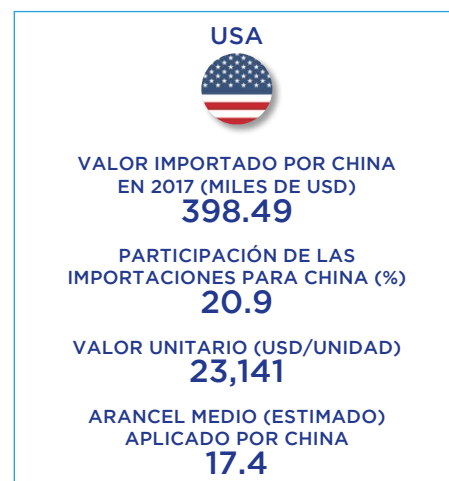 USA
VALOR IMPORTADO POR CHINA
EN 2017 (MILES DE USD)
398.49
PARTICIPACIÓN DE LAS
IMPORTACIONES PARA CHINA (%)
20.9
VALOR UNITARIO (USD/UNIDAD)
23,141
ARANCEL MEDIO (ESTIMADO)
APLICADO POR CHINA
17.4